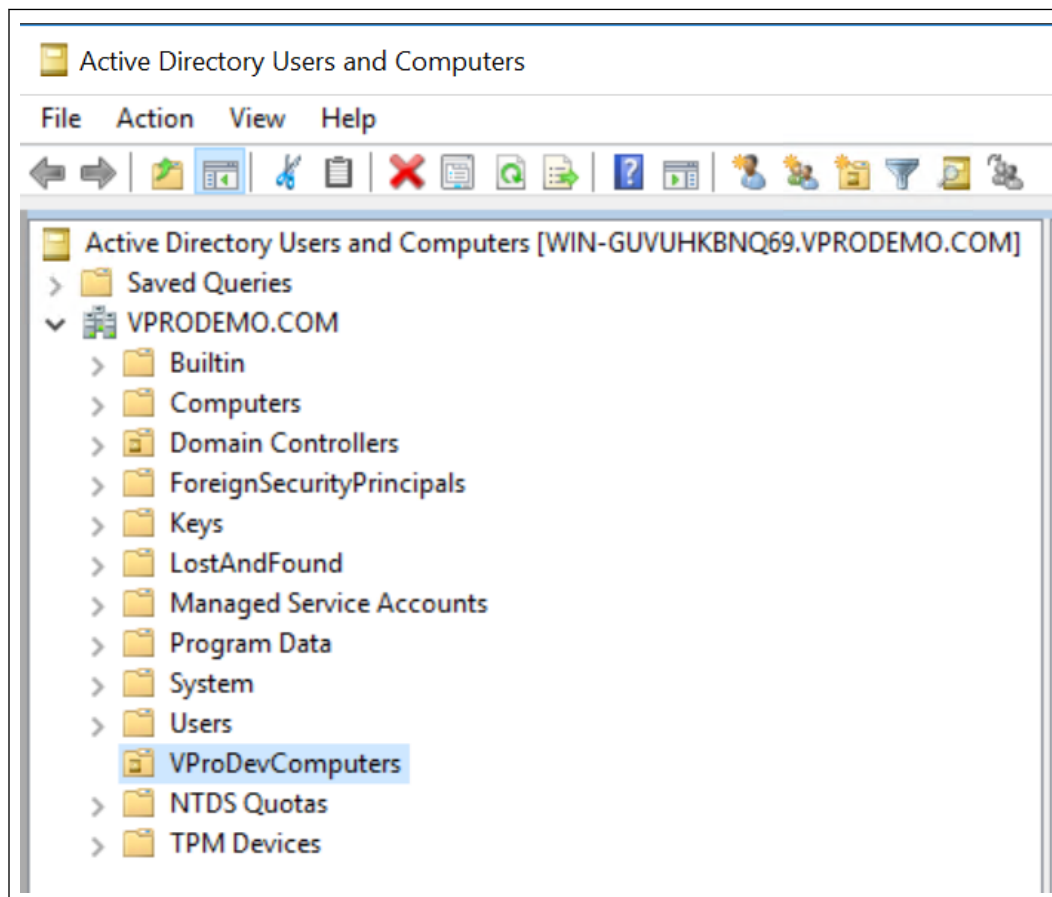 Active Directory Users and Computers
File Action View Help
Active Directory Users and Computers [WIN-GUVUHKBNQ69.VPRODEMO.COM]
Saved Queries
VPRODEMO.COM
Builtin
Computers
Domain Controllers
ForeignSecurityPrincipals
Keys
LostAndFound
Managed Service Accounts
Program Data
System
Users
VProDevComputers
NTDS Quotas
TPM Devices